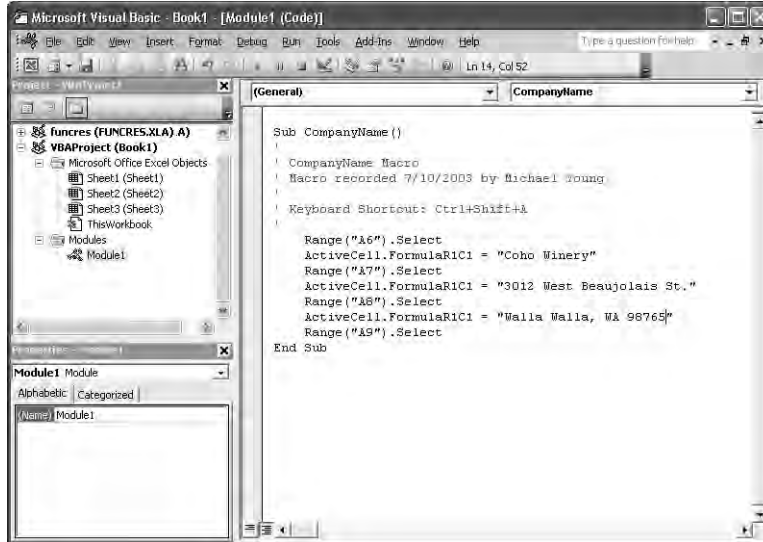 Microsoft Visual Basic - Book1 - [Module1 (Code)]
File Edit View Insert Format Debug Run Tools Add-Ins Window Help
Type a question for help
Ln 14, Col 52
Project - VBAProject
(General)
CompanyName
funcres (FUNCRES.XLA)
VBAProject (Book1)
Microsoft Office Excel Objects
Sheet1 (Sheet1)
Sheet2 (Sheet2)
Sheet3 (Sheet3)
ThisWorkbook
Modules
Module1
Module1 Module
Alphabetic Categorized
(Name) Module1
Sub CompanyName()
'
' CompanyName Macro
' Macro recorded 7/10/2003 by Michael Young
'
' Keyboard Shortcut: Ctrl+Shift+A
'
Range("A6").Select
ActiveCell.FormulaR1C1 = "Coho Winery"
Range("A7").Select
ActiveCell.FormulaR1C1 = "3012 West Beaujolais St."
Range("A8").Select
ActiveCell.FormulaR1C1 = "Walla Walla, WA 98765"
Range("A9").Select
End Sub